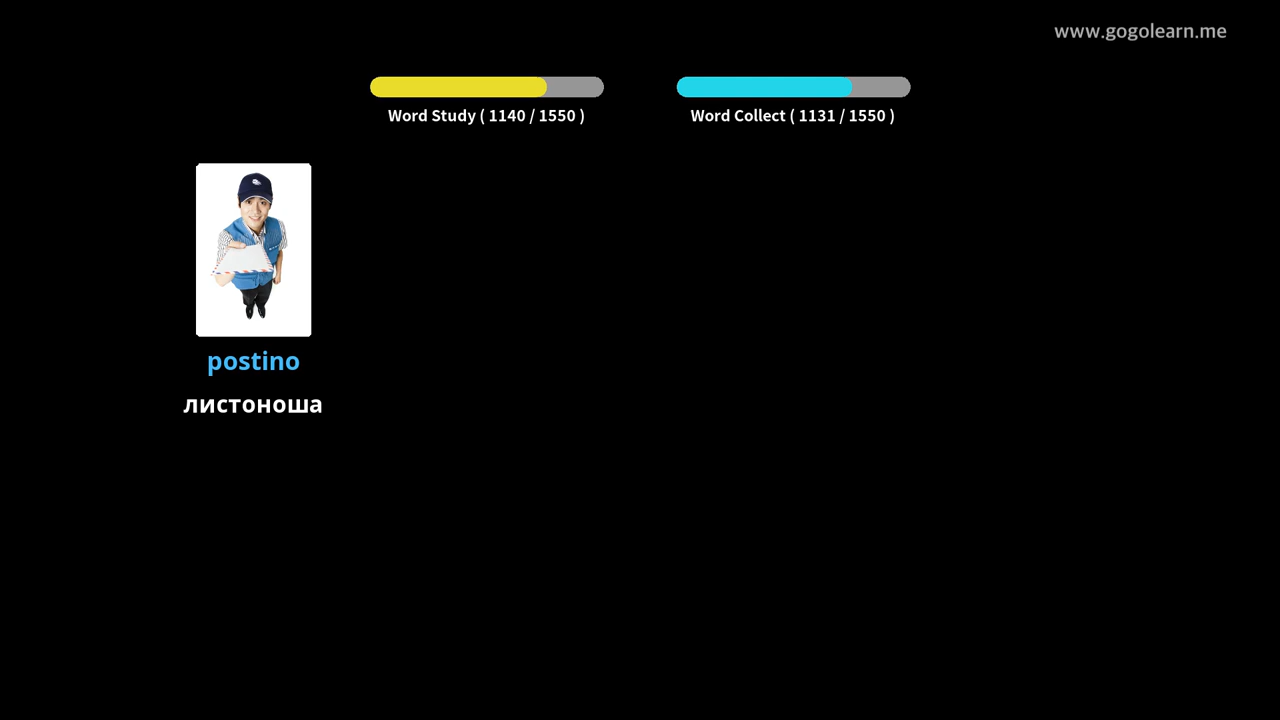 www.gogolearn.me
Word Study ( 1140 / 1550 )
Word Collect ( 1131 / 1550 )
postino
листоноша